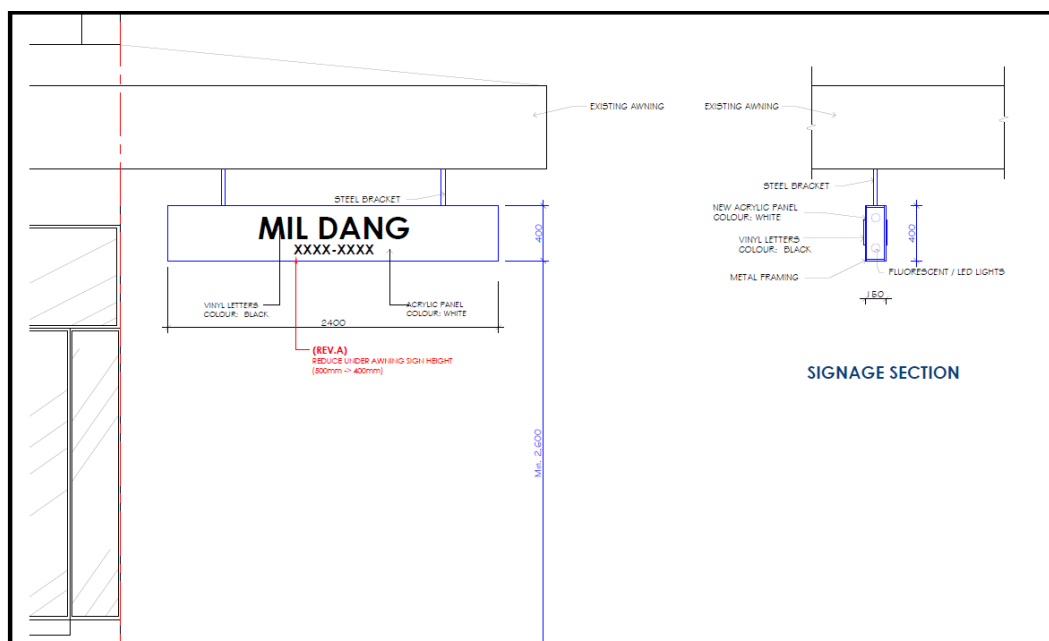 EXISTING AWNING
EXISTING AWNING
STEEL BRACKET
STEEL BRACKET
MIL DANG
XXXX-XXXX
400
NEW ACRYLIC PANEL
COLOUR: WHITE
VINYL LETTERS
COLOUR: BLACK
400
METAL FRAMING
FLUORESCENT / LED LIGHTS
150
VINYL LETTERS
COLOUR: BLACK
ACRYLIC PANEL
COLOUR: WHITE
2400
(REV.A)
REDUCE UNDER AWNING SIGN HEIGHT
(500mm -> 400mm)
SIGNAGE SECTION
Min. 2,600